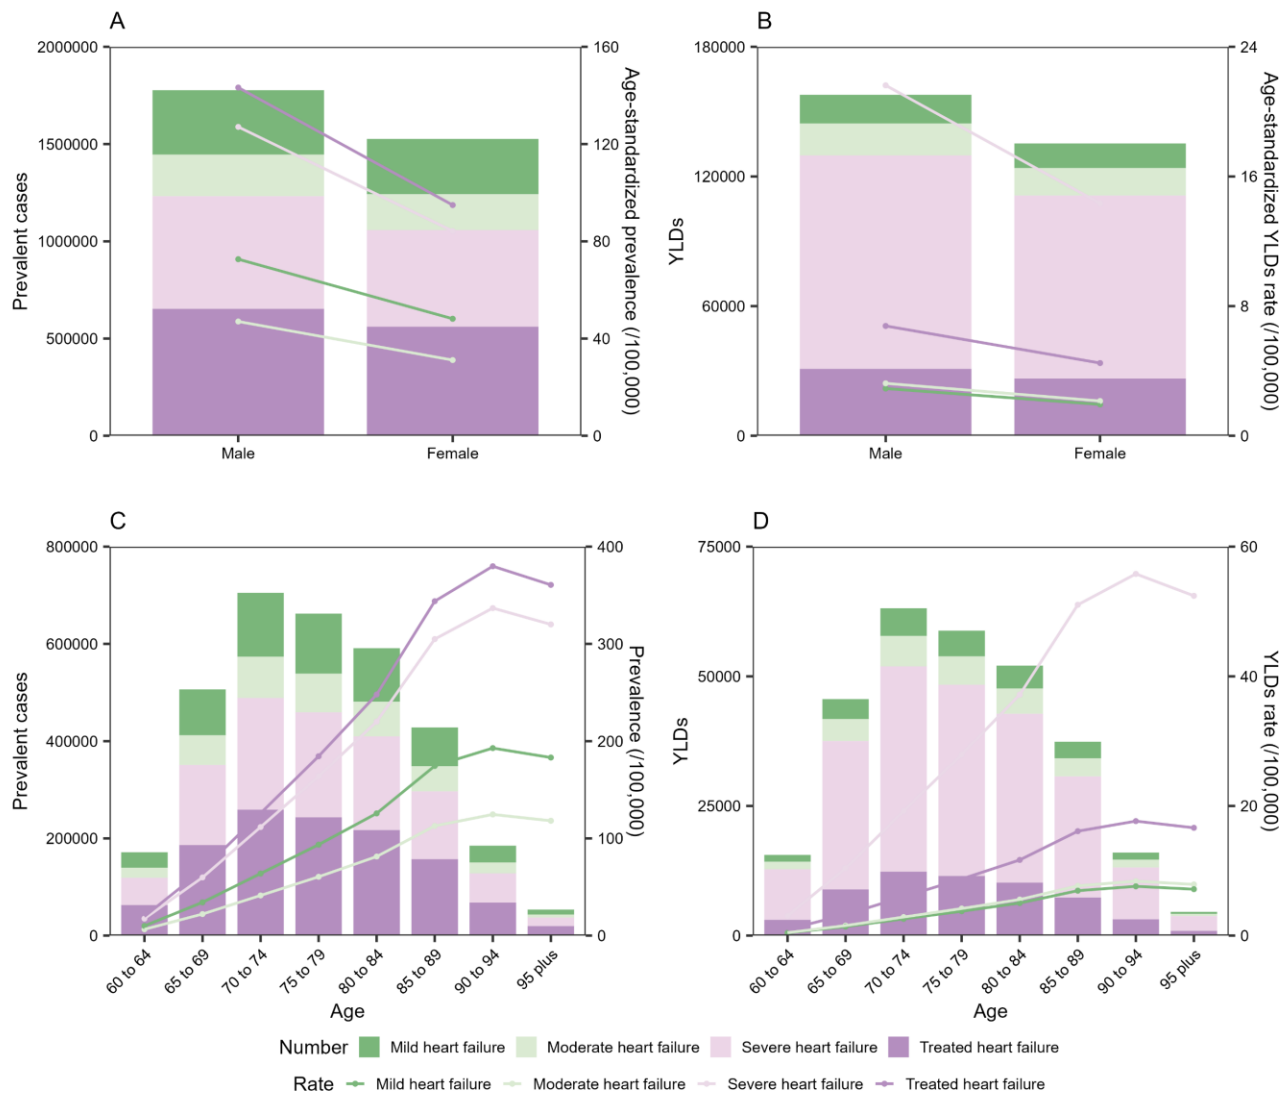 A
2000000
1500000
1000000
500000
0
Prevalent cases
160
120
80
40
0
Age-standardized prevalence (/100,000)
Male
Female
B
180000
120000
60000
0
YLDs
24
16
8
0
Age-standardized YLDs rate (/100,000)
Male
Female
C
800000
600000
400000
200000
0
Prevalent cases
400
300
200
100
0
Prevalence (/100,000)
60 to 64
65 to 69
70 to 74
75 to 79
80 to 84
85 to 89
90 to 94
95 plus
Age
D
75000
50000
25000
0
YLDs
60
40
20
0
YLDs rate (/100,000)
60 to 64
65 to 69
70 to 74
75 to 79
80 to 84
85 to 89
90 to 94
95 plus
Age
Number Mild heart failure Moderate heart failure Severe heart failure Treated heart failure
Rate Mild heart failure Moderate heart failure Severe heart failure Treated heart failure